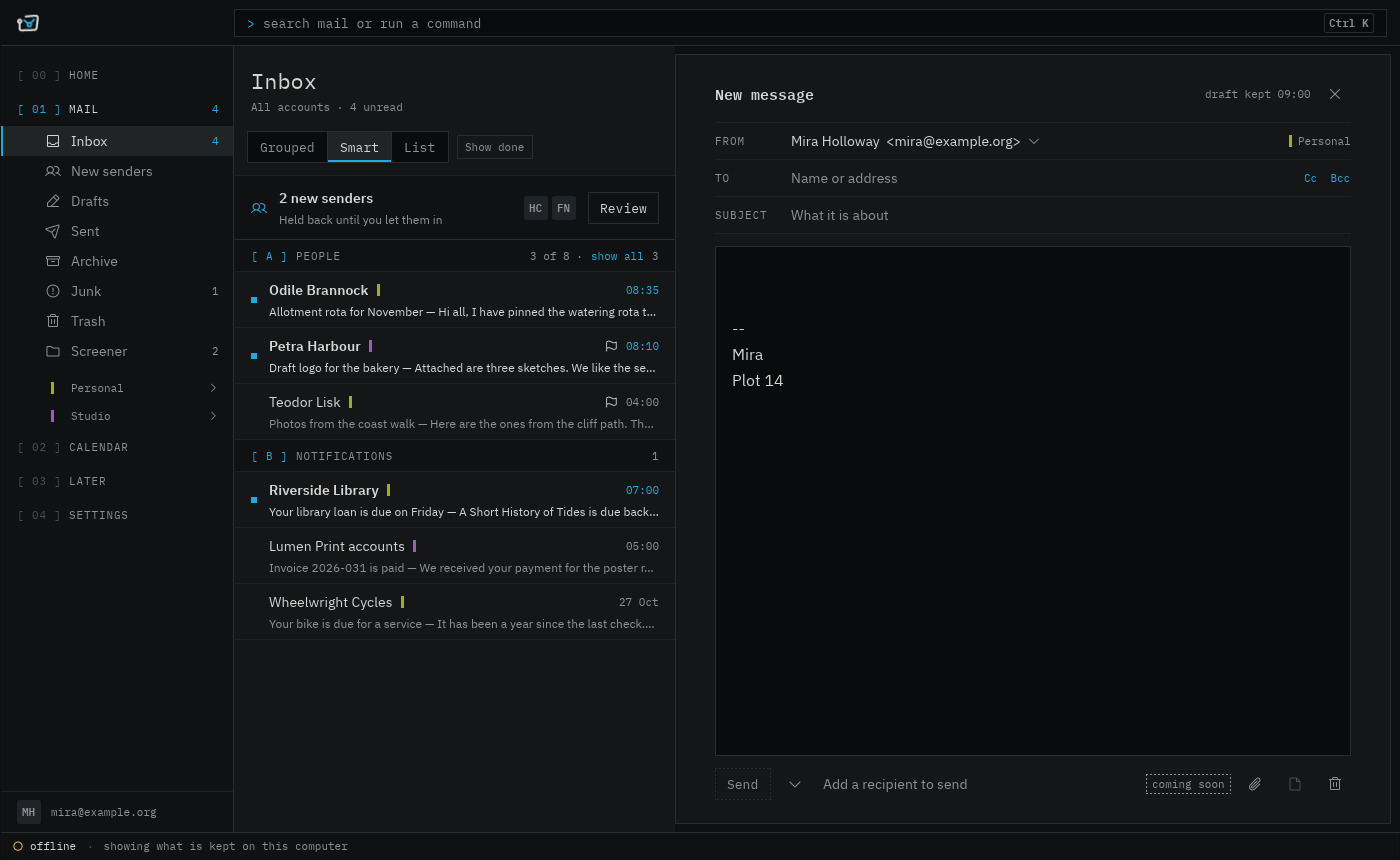 > search mail or run a command
Ctrl K
[ 00 ] HOME
[ 01 ] MAIL 4
Inbox 4
New senders
Drafts
Sent
Archive
Junk 1
Trash
Screener 2
Personal
Studio
[ 02 ] CALENDAR
[ 03 ] LATER
[ 04 ] SETTINGS
MH mira@example.org
Inbox
All accounts · 4 unread
Grouped Smart List Show done
2 new senders
Held back until you let them in
HC FN Review
[ A ] PEOPLE 3 of 8 · show all 3
Odile Brannock 08:35
Allotment rota for November — Hi all, I have pinned the watering rota t…
Petra Harbour 08:10
Draft logo for the bakery — Attached are three sketches. We like the se…
Teodor Lisk 04:00
Photos from the coast walk — Here are the ones from the cliff path. Th…
[ B ] NOTIFICATIONS 1
Riverside Library 07:00
Your library loan is due on Friday — A Short History of Tides is due back…
Lumen Print accounts 05:00
Invoice 2026-031 is paid — We received your payment for the poster r…
Wheelwright Cycles 27 Oct
Your bike is due for a service — It has been a year since the last check.…
New message draft kept 09:00
FROM Mira Holloway <mira@example.org> Personal
TO Name or address Cc Bcc
SUBJECT What it is about
--
Mira
Plot 14
Send Add a recipient to send coming soon
offline · showing what is kept on this computer